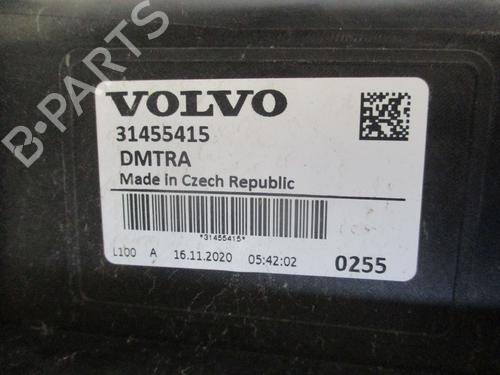 B-PARTS
VOLVO
31455415
DMTRA
Made in Czech Republic
*31455415*
L100 A 16.11.2020 05:42:02 0255